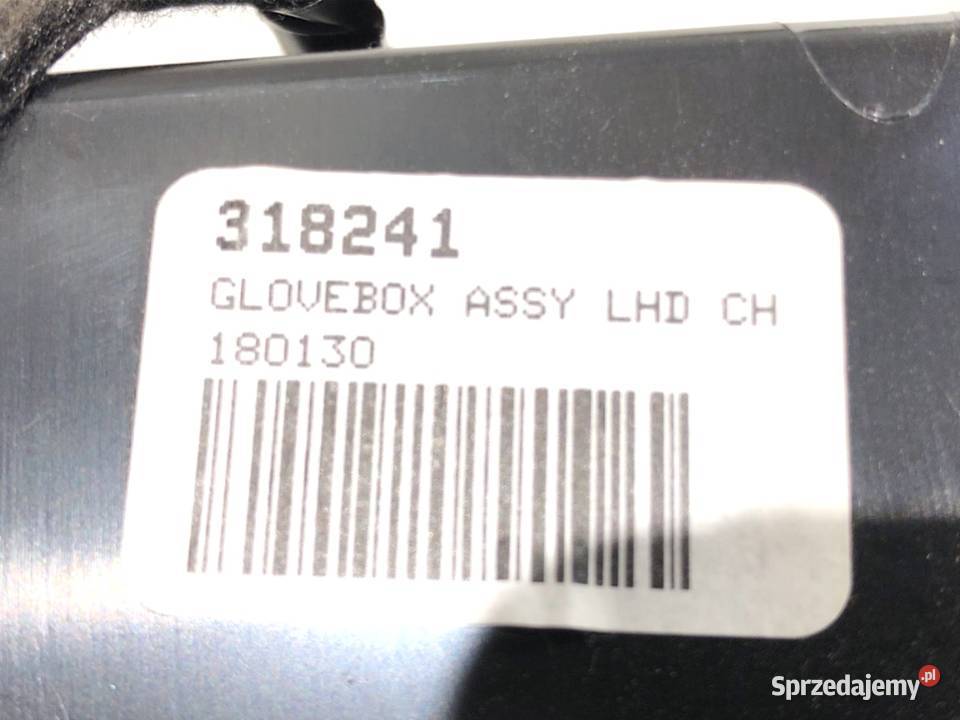 318241
GLOVEBOX ASSY LHD CH
180130
Sprzedajemy.pl